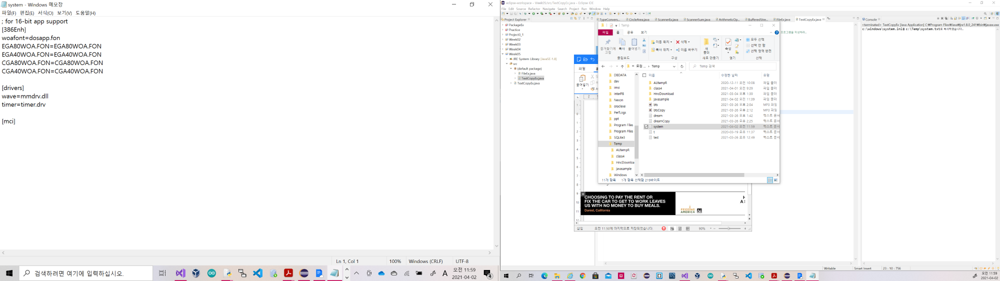 system - Windows 메모장
파일(F) 편집(E) 서식(O) 보기(V) 도움말(H)
; for 16-bit app support
[386Enh]
woafont=dosapp.fon
EGA80WOA.FON=EGA80WOA.FON
EGA40WOA.FON=EGA40WOA.FON
CGA80WOA.FON=CGA80WOA.FON
CGA40WOA.FON=CGA40WOA.FON
[drivers]
wave=mmdrv.dll
timer=timer.drv
[mci]
Ln 1, Col 1 100% Windows (CRLF) UTF-8
검색하려면 여기에 입력하십시오.
A
오전 11:59
2021-04-02
4
eclipse-workspace - Week05/src/TextCopyEx.java - Eclipse IDE
File Edit Source Refactor Navigate Search Project Run Window Help
Project Explorer
PackageEx
Practice
Project3_1
Week02
Week03
Week04
Week05
JRE System Library [JavaSE-1.8]
src
(default package)
FileEx.java
TextCopyEx.java
TextCopyEx.java
TypeConvers... CircleArea.java ScannerEx.java ScannerSum.java ArithmeticOp... BufferedStre... FileEx.java TextCopyEx.java
프로그램을 작성하라.
Temp
파일 홈 공유 보기
즐겨찾기에 고정
복사
붙여넣기
클립보드
이동 위치
복사 위치
삭제
이름 바꾸기
구성
새 폴더
새로 만들기
속성
열기
모두 선택
선택 안 함
선택 영역 반전
선택
로컬 ... Temp
Temp 검색
DBDATA
dev
imsi
InterPB
Nexon
oraclexe
PerfLogs
ppt
Program Files
Program Files
SQLite3
Temp
AUtempR
class4
HncDownloa
javasample
Windows
이름 수정한 날짜 유형
AUtempR 2020-12-11 오전 10:08 파일 폴더
class4 2021-04-01 오전 9:29 파일 폴더
HncDownload 2021-03-04 오후 1:39 파일 폴더
javasample 2021-04-02 오전 11:39 파일 폴더
bts 2021-03-26 오후 2:04 MP3 파일
btsCopy 2021-03-26 오후 2:12 MP3 파일
dream 2021-03-26 오후 1:42 텍스트 문서
dreamCopy 2021-03-26 오후 2:25 텍스트 문서
system 2021-04-02 오전 11:59 텍스트 문서
t 2020-03-19 오후 11:37 텍스트 문서
test 2021-03-26 오후 12:49 텍스트 문서
11개 항목 1개 항목 선택함 219바이트
파일
붙여넣기
CHOOSING TO PAY THE RENT OR
FIX THE CAR TO GET TO WORK LEAVES
US WITH NO MONEY TO BUY MEALS.
Daniel, California
FEEDING
AMERICA
Ad
삽입 오전 11:50에 마지막으로 저장되었습니다. 90%
Console
<terminated> TextCopyEx [Java Application] C:₩Program Files₩Java₩jre1.8.0_241₩bin₩javaw.exe
c:\windows\system.ini를 c:\Temp\system.txt로 복사하였습니다.
Writable Smart Insert 23 : 10 : 756
오전 11:59
2021-04-02